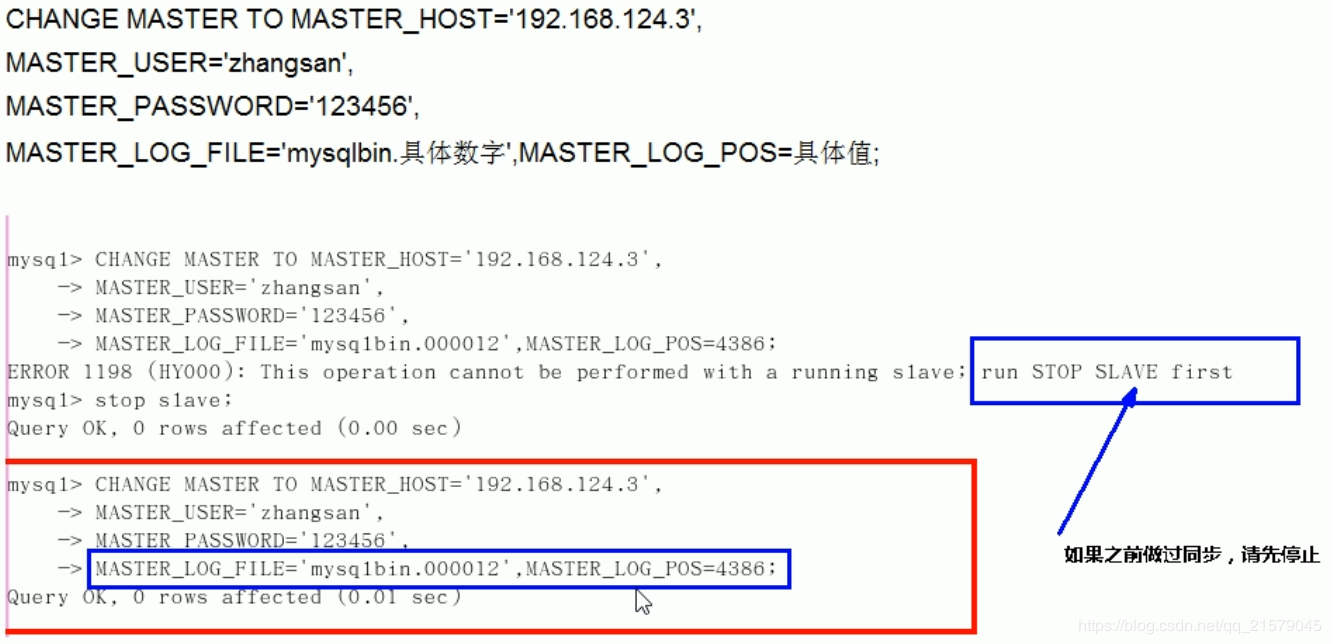 CHANGE MASTER TO MASTER_HOST='192.168.124.3',
MASTER_USER='zhangsan',
MASTER_PASSWORD='123456',
MASTER_LOG_FILE='mysqlbin.具体数字',MASTER_LOG_POS=具体值;
mysql> CHANGE MASTER TO MASTER_HOST='192.168.124.3',
-> MASTER_USER='zhangsan',
-> MASTER_PASSWORD='123456',
-> MASTER_LOG_FILE='mysqlbin.000012',MASTER_LOG_POS=4386;
ERROR 1198 (HY000): This operation cannot be performed with a running slave; run STOP SLAVE first
mysql> stop slave;
Query OK, 0 rows affected (0.00 sec)
mysql> CHANGE MASTER TO MASTER_HOST='192.168.124.3',
-> MASTER_USER='zhangsan',
-> MASTER_PASSWORD='123456',
如果之前做过同步，请先停止
-> MASTER_LOG_FILE='mysqlbin.000012',MASTER_LOG_POS=4386;
Query OK, 0 rows affected (0.01 sec)
https://blog.csdn.net/qq_21579045